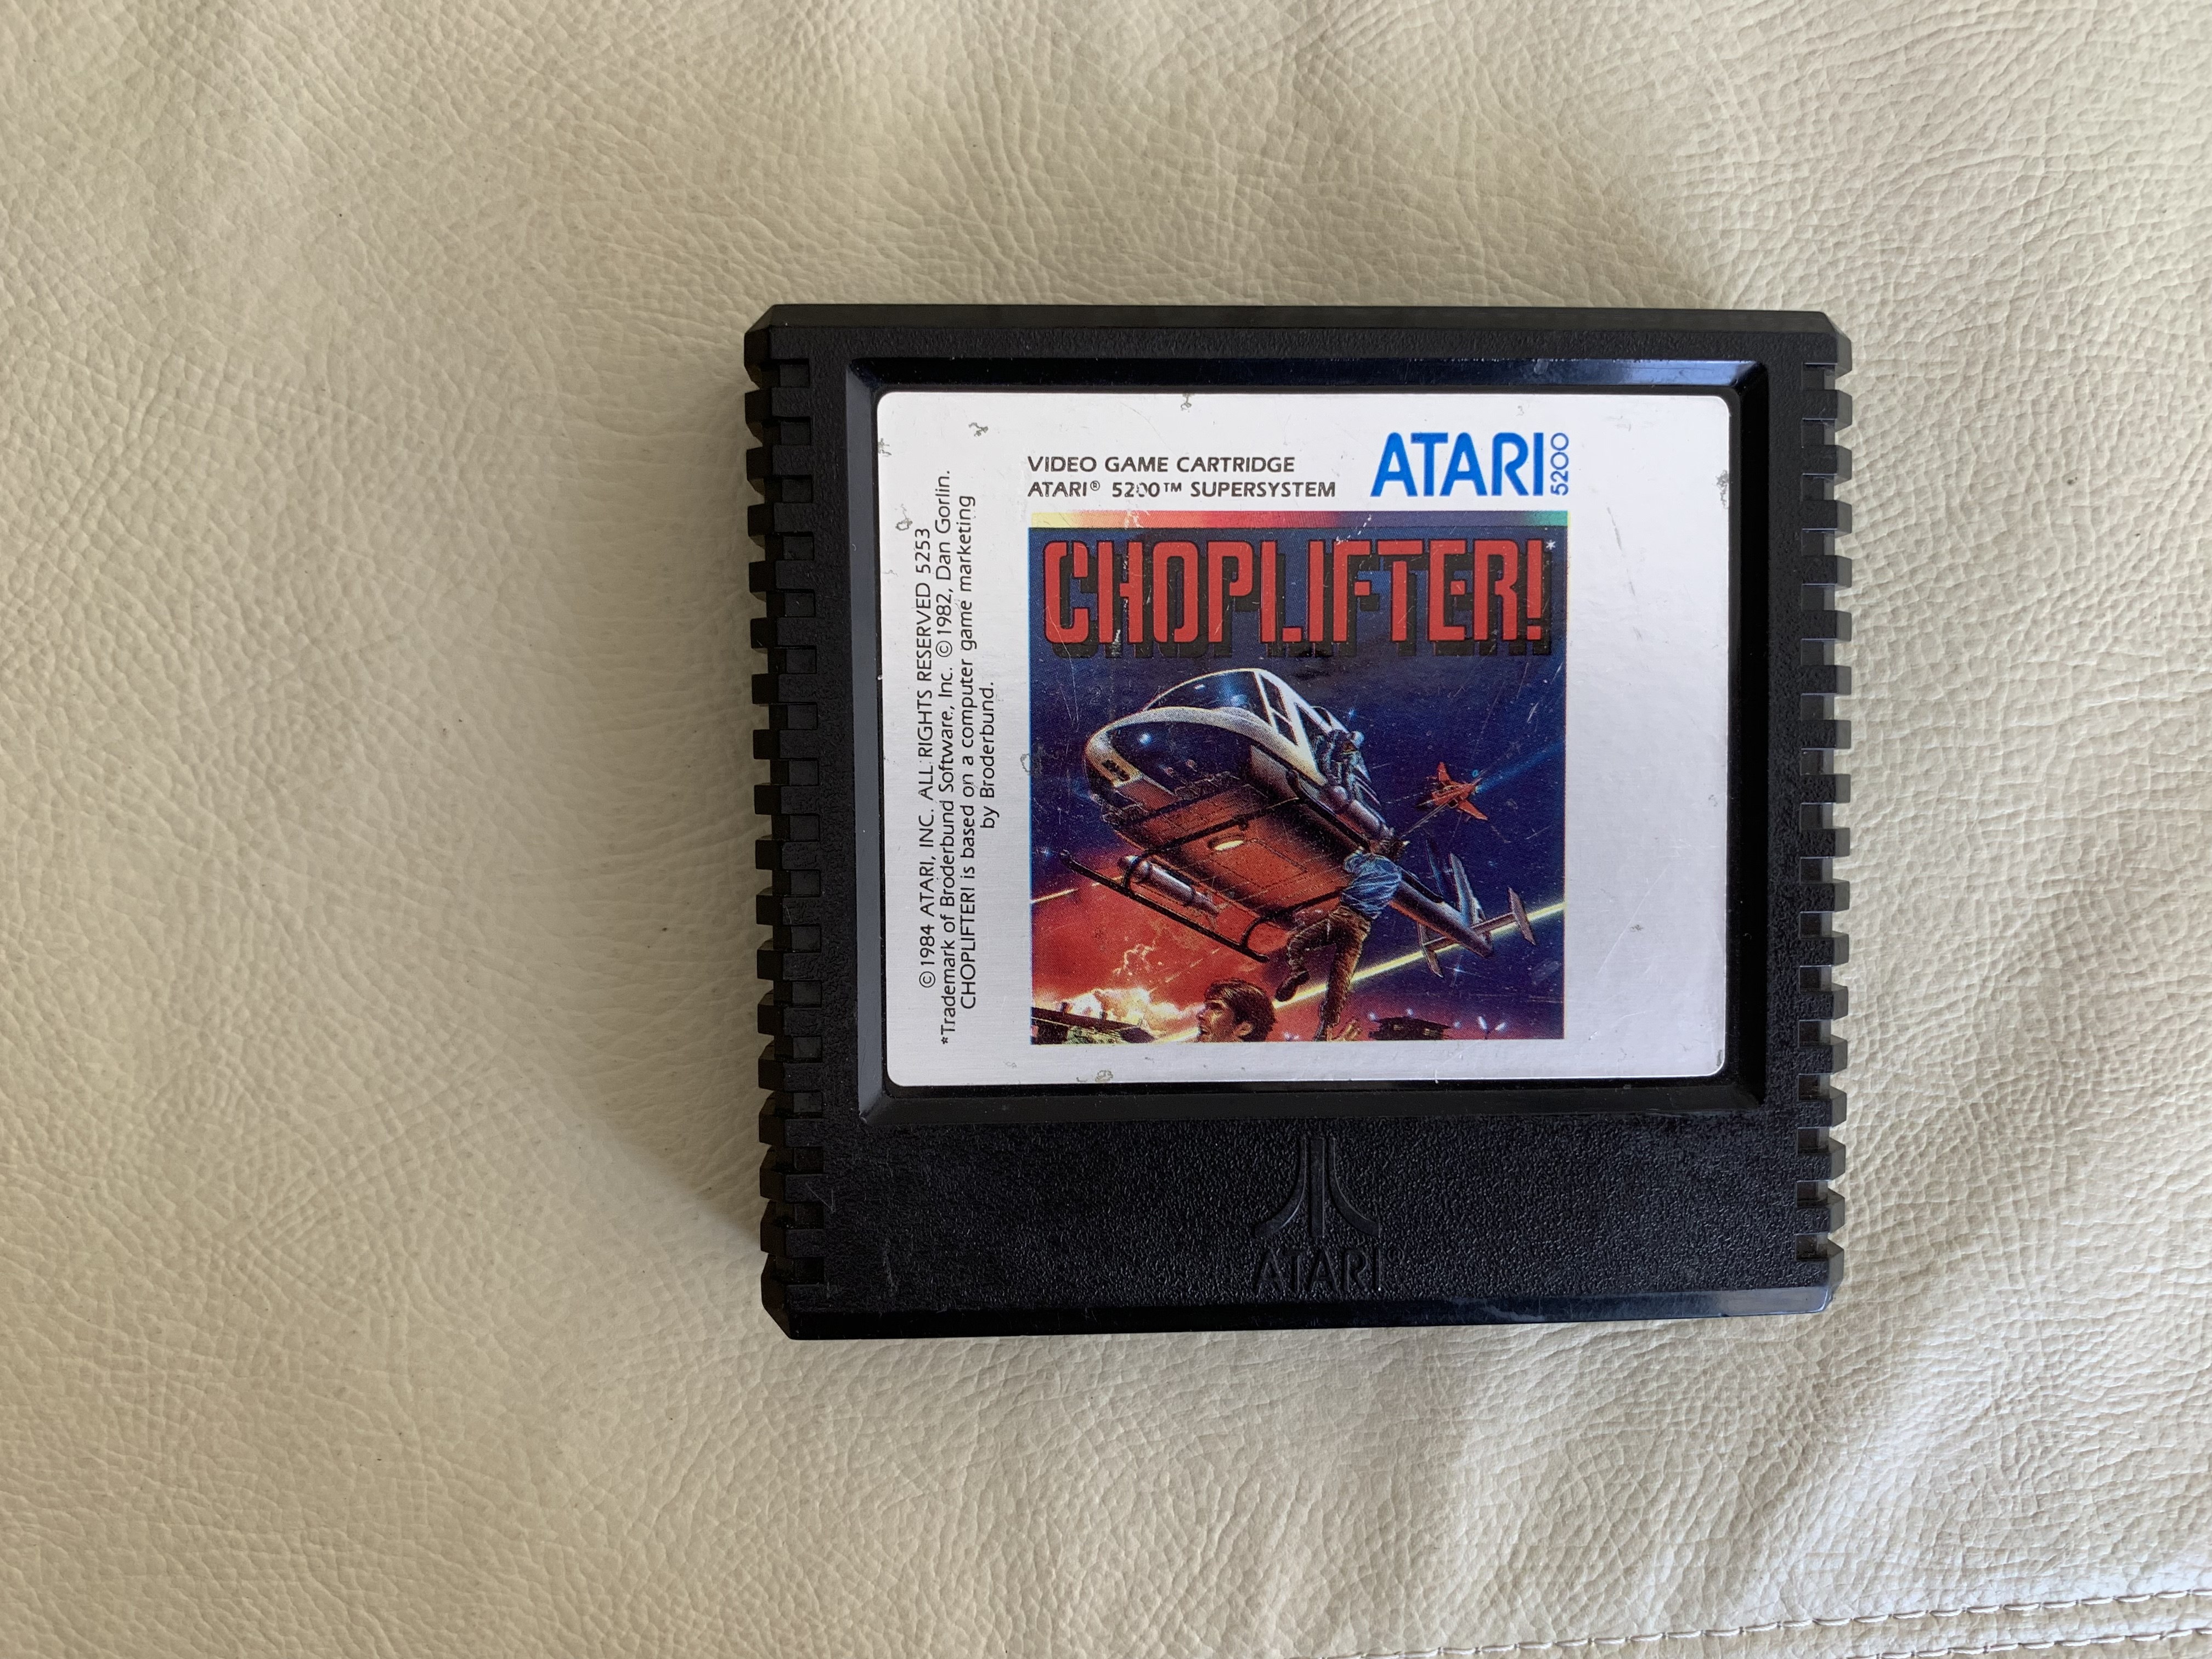 VIDEO GAME CARTRIDGE
ATARI® 5200™ SUPERSYSTEM
ATARI 5200
CHOPLIFTER!*
©1984 ATARI, INC. ALL RIGHTS RESERVED 5253
*Trademark of Broderbund Software, Inc. ©1982, Dan Gorlin.
CHOPLIFTER! is based on a computer game marketing
by Broderbund.
ATARI®